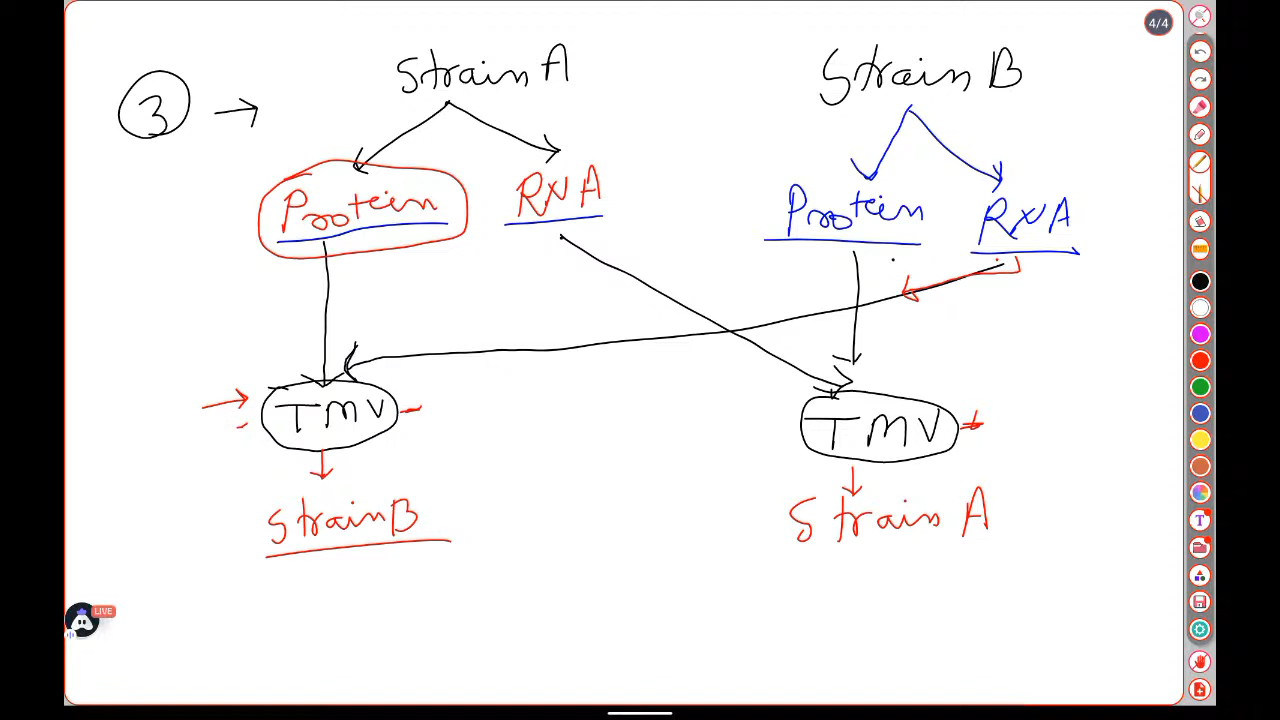 4/4
③ → Strain A Strain B
Protein RNA Protein RNA
TMV TMV
Strain B Strain A
LIVE
T